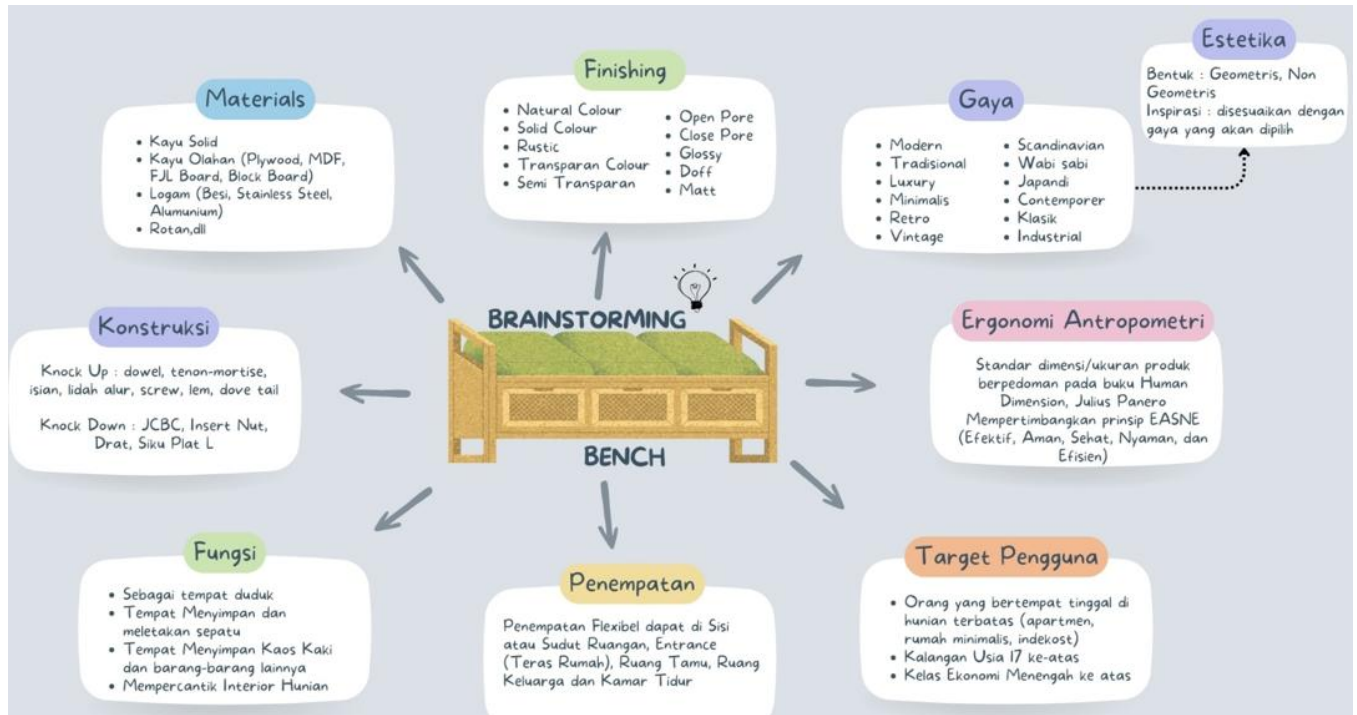 Materials
• Kayu Solid
• Kayu Olahan (Plywood, MDF,
FJL Board, Block Board)
• Logam (Besi, Stainless Steel,
Alumunium)
• Rotan,dll
Finishing
• Natural Colour
• Solid Colour
• Rustic
• Transparan Colour
• Semi Transparan
• Open Pore
• Close Pore
• Glossy
• Doff
• Matt
Gaya
• Modern
• Tradisional
• Luxury
• Minimalis
• Retro
• Vintage
• Scandinavian
• Wabi sabi
• Japandi
• Contemporer
• Klasik
• Industrial
Estetika
Bentuk : Geometris, Non
Geometris
Inspirasi : disesuaikan dengan
gaya yang akan dipilih
Konstruksi
Knock Up : dowel, tenon-mortise,
isian, lidah alur, screw, lem, dove tail
Knock Down : JCBC, Insert Nut,
Drat, Siku Plat L
BRAINSTORMING
BENCH
Ergonomi Antropometri
Standar dimensi/ukuran produk
berpedoman pada buku Human
Dimension, Julius Panero
Mempertimbangkan prinsip EASNE
(Efektif, Aman, Sehat, Nyaman, dan
Efisien)
Fungsi
• Sebagai tempat duduk
• Tempat Menyimpan dan
meletakan sepatu
• Tempat Menyimpan Kaos Kaki
dan barang-barang lainnya
• Mempercantik Interior Hunian
Penempatan
Penempatan Flexibel dapat di Sisi
atau Sudut Ruangan, Entrance
(Teras Rumah), Ruang Tamu, Ruang
Keluarga dan Kamar Tidur
Target Pengguna
• Orang yang bertempat tinggal di
hunian terbatas (apartmen,
rumah minimalis, indekost)
• Kalangan Usia 17 ke-atas
• Kelas Ekonomi Menengah ke atas